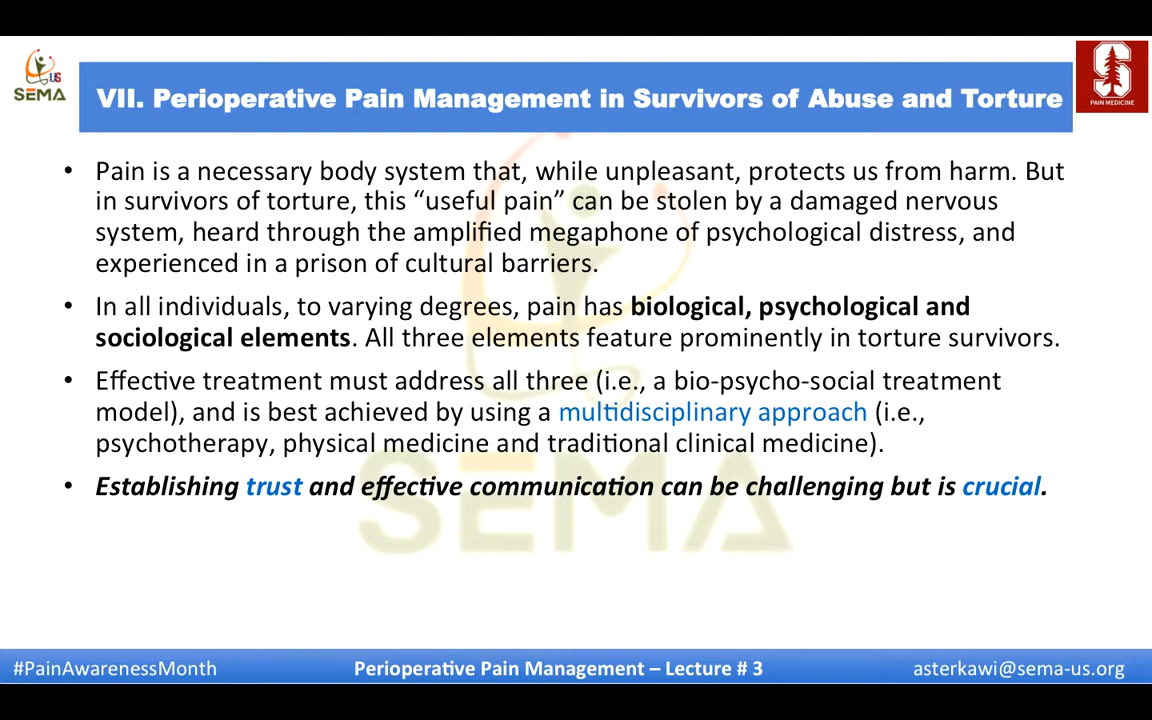 US
SEMA
VII. Perioperative Pain Management in Survivors of Abuse and Torture
S
PAIN MEDICINE
• Pain is a necessary body system that, while unpleasant, protects us from harm. But
in survivors of torture, this “useful pain” can be stolen by a damaged nervous
system, heard through the amplified megaphone of psychological distress, and
experienced in a prison of cultural barriers.
• In all individuals, to varying degrees, pain has biological, psychological and
sociological elements. All three elements feature prominently in torture survivors.
• Effective treatment must address all three (i.e., a bio-psycho-social treatment
model), and is best achieved by using a multidisciplinary approach (i.e.,
psychotherapy, physical medicine and traditional clinical medicine).
• Establishing trust and effective communication can be challenging but is crucial.
SEMA
#PainAwarenessMonth
Perioperative Pain Management – Lecture # 3
asterkawi@sema-us.org